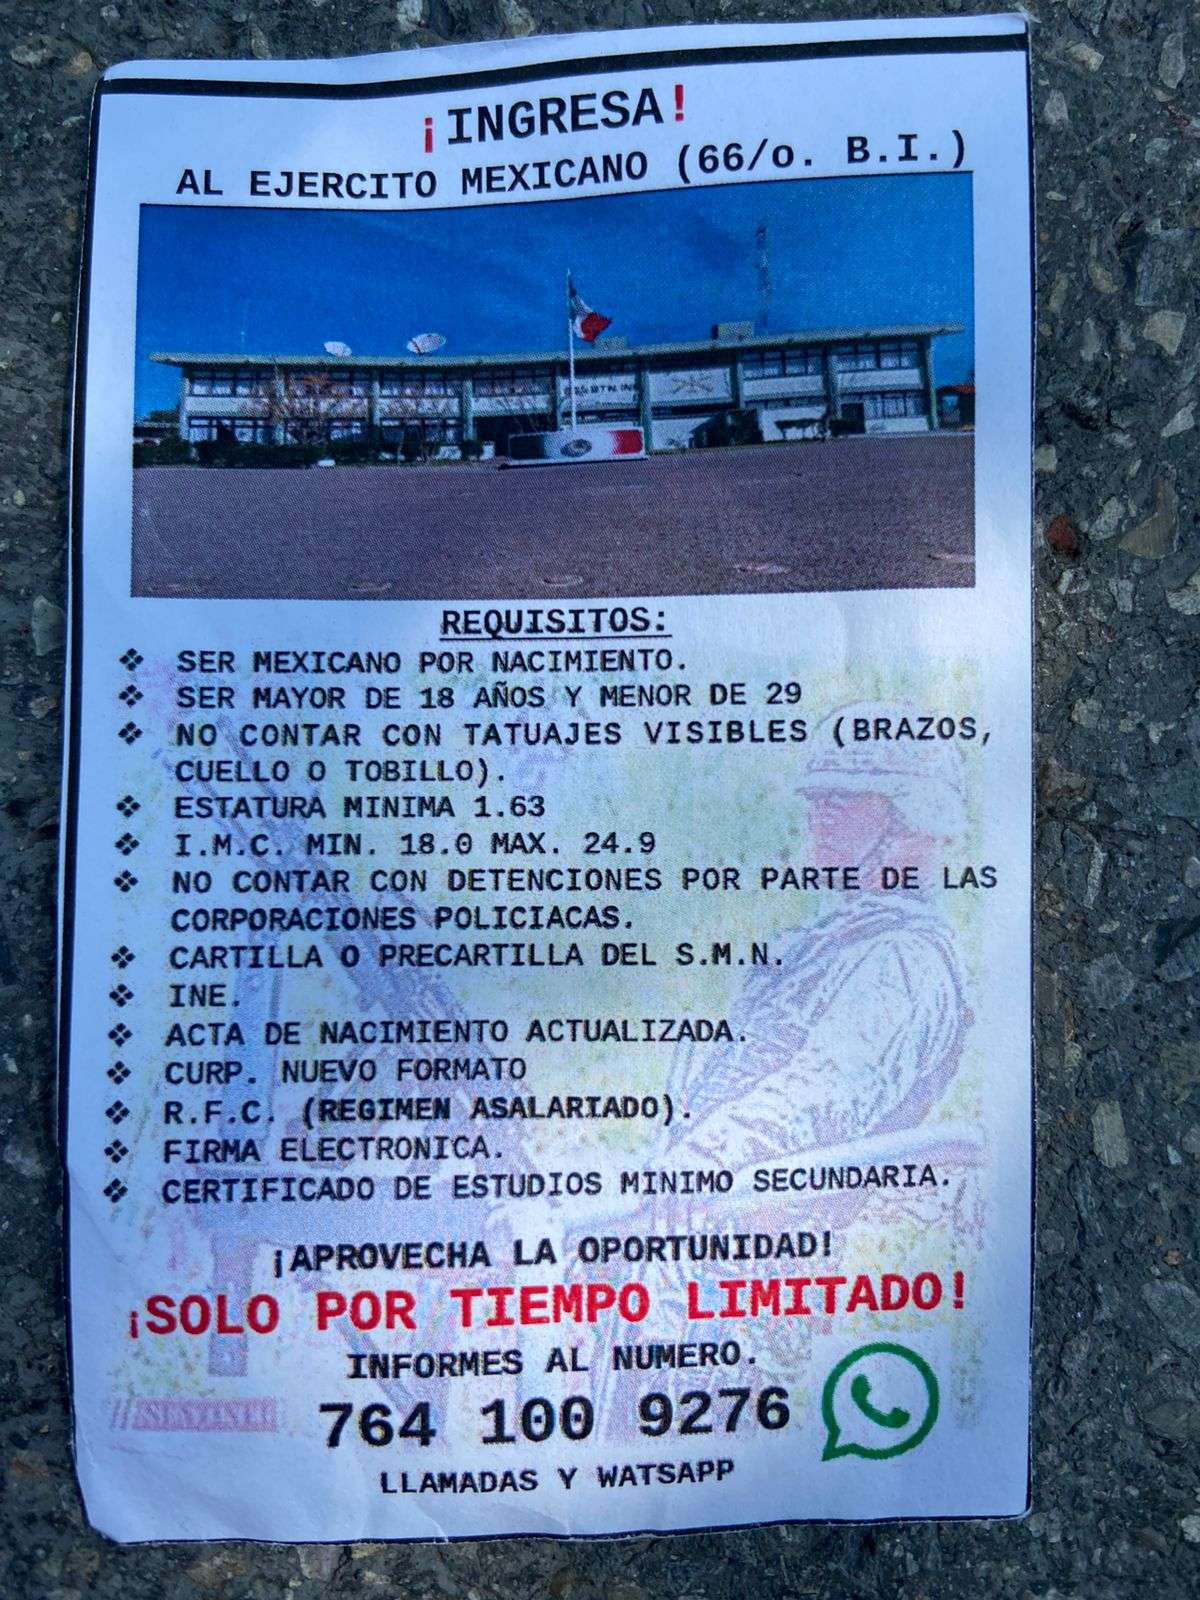 ¡INGRESA!
AL EJERCITO MEXICANO (66/o. B.I.)
REQUISITOS:
❖ SER MEXICANO POR NACIMIENTO.
❖ SER MAYOR DE 18 AÑOS Y MENOR DE 29
❖ NO CONTAR CON TATUAJES VISIBLES (BRAZOS,
CUELLO O TOBILLO).
❖ ESTATURA MINIMA 1.63
❖ I.M.C. MIN. 18.0 MAX. 24.9
❖ NO CONTAR CON DETENCIONES POR PARTE DE LAS
CORPORACIONES POLICIACAS.
❖ CARTILLA O PRECARTILLA DEL S.M.N.
❖ INE.
❖ ACTA DE NACIMIENTO ACTUALIZADA.
❖ CURP. NUEVO FORMATO
❖ R.F.C. (REGIMEN ASALARIADO).
❖ FIRMA ELECTRONICA.
❖ CERTIFICADO DE ESTUDIOS MINIMO SECUNDARIA.
¡APROVECHA LA OPORTUNIDAD!
¡SOLO POR TIEMPO LIMITADO!
INFORMES AL NUMERO.
764 100 9276
LLAMADAS Y WATSAPP